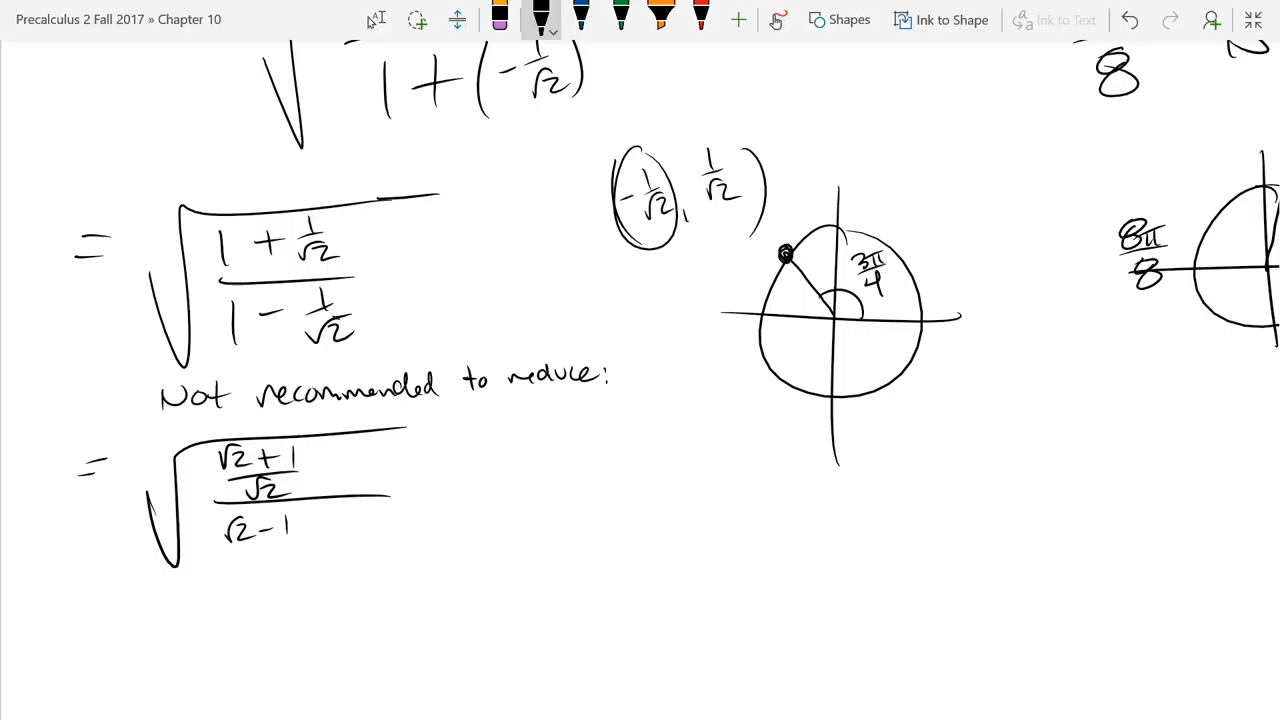 Precalculus 2 Fall 2017 » Chapter 10
Shapes
Ink to Shape
Ink to Text
1 + (- 1/√2)
8
(- 1/√2, 1/√2)
= √((1 + 1/√2)/(1 - 1/√2))
3π/4
8π/8
Not recommended to reduce:
= √(((√2 + 1)/√2)/(√2 - 1))